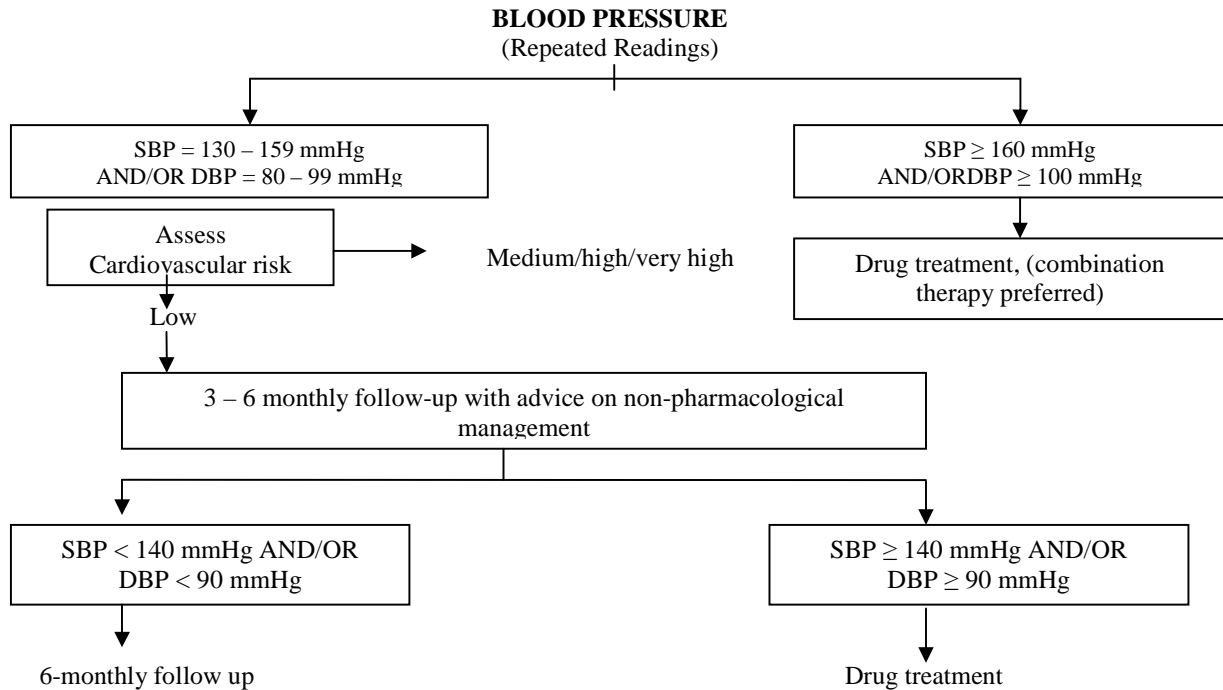 BLOOD PRESSURE
(Repeated Readings)
SBP = 130 – 159 mmHg
AND/OR DBP = 80 – 99 mmHg
SBP ≥ 160 mmHg
AND/ORDBP ≥ 100 mmHg
Assess
Cardiovascular risk
Medium/high/very high
Drug treatment, (combination
therapy preferred)
Low
3 – 6 monthly follow-up with advice on non-pharmacological
management
SBP < 140 mmHg AND/OR
DBP < 90 mmHg
SBP ≥ 140 mmHg AND/OR
DBP ≥ 90 mmHg
6-monthly follow up
Drug treatment